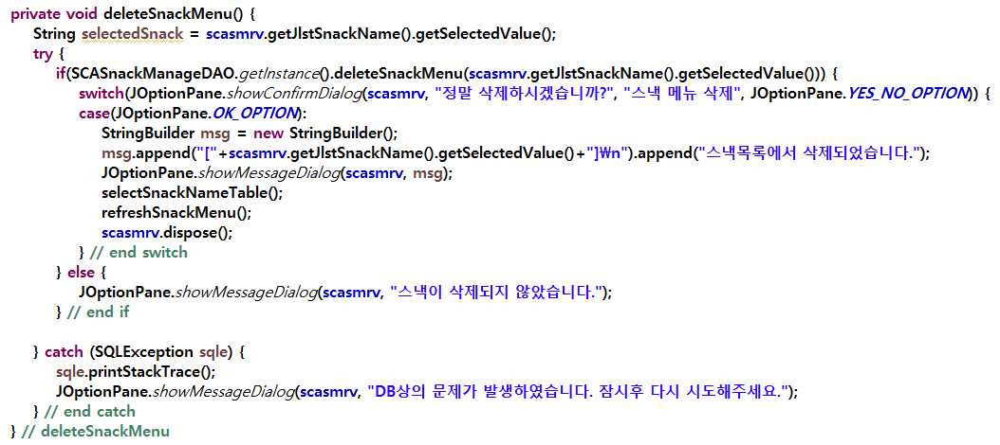 private void deleteSnackMenu() {
String selectedSnack = scasmrv.getJlstSnackName().getSelectedValue();
try {
if(SCASnackManageDAO.getInstance().deleteSnackMenu(scasmrv.getJlstSnackName().getSelectedValue())) {
switch(JOptionPane.showConfirmDialog(scasmrv, "정말 삭제하시겠습니까?", "스낵 메뉴 삭제", JOptionPane.YES_NO_OPTION)) {
case(JOptionPane.OK_OPTION):
StringBuilder msg = new StringBuilder();
msg.append("["+scasmrv.getJlstSnackName().getSelectedValue()+"]₩n").append("스낵목록에서 삭제되었습니다.");
JOptionPane.showMessageDialog(scasmrv, msg);
selectSnackNameTable();
refreshSnackMenu();
scasmrv.dispose();
} // end switch
} else {
JOptionPane.showMessageDialog(scasmrv, "스낵이 삭제되지 않았습니다.");
} // end if
} catch (SQLException sqle) {
sqle.printStackTrace();
JOptionPane.showMessageDialog(scasmrv, "DB상의 문제가 발생하였습니다. 잠시후 다시 시도해주세요.");
} // end catch
} // deleteSnackMenu